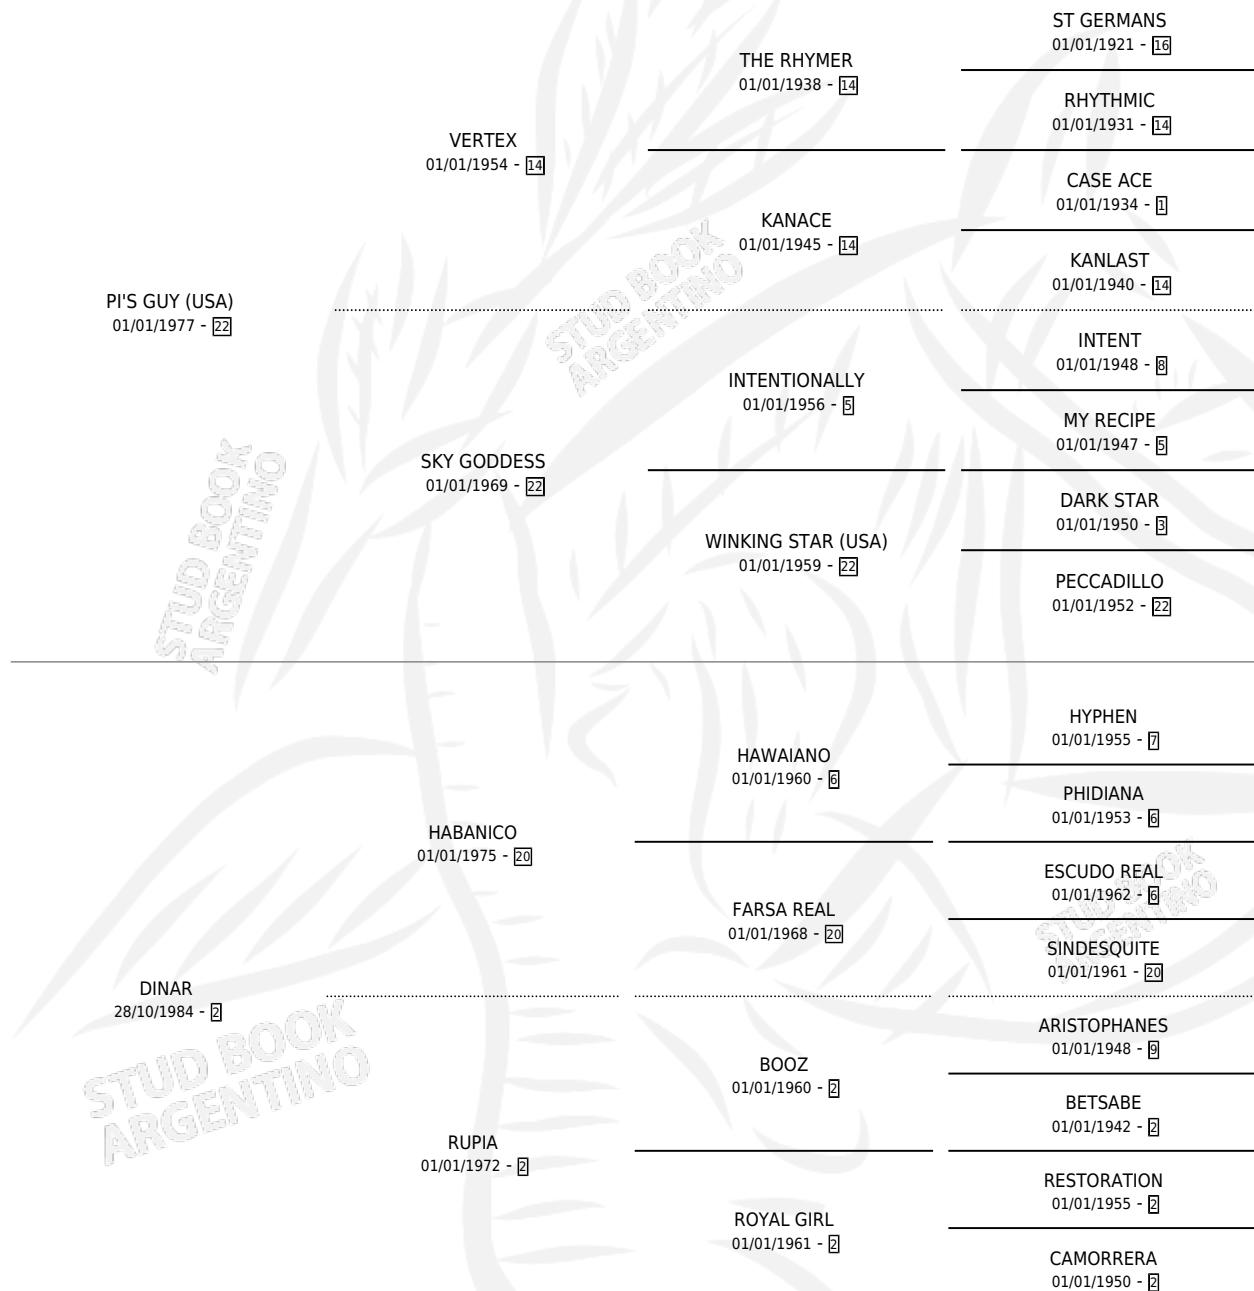 ST GERMANS
01/01/1921 - 16
THE RHYMER
01/01/1938 - 14
RHYTHMIC
01/01/1931 - 14
VERTEX
01/01/1954 - 14
CASE ACE
01/01/1934 - 1
KANACE
01/01/1945 - 14
KANLAST
01/01/1940 - 14
PI'S GUY (USA)
01/01/1977 - 22
INTENT
01/01/1948 - 8
INTENTIONALLY
01/01/1956 - 5
MY RECIPE
01/01/1947 - 5
SKY GODDESS
01/01/1969 - 22
DARK STAR
01/01/1950 - 3
WINKING STAR (USA)
01/01/1959 - 22
PECCADILLO
01/01/1952 - 22
HYPHEN
01/01/1955 - 7
HAWAIANO
01/01/1960 - 6
PHIDIANA
01/01/1953 - 6
HABANICO
01/01/1975 - 20
ESCUDO REAL
01/01/1962 - 6
FARSA REAL
01/01/1968 - 20
SINDESQUITE
01/01/1961 - 20
DINAR
28/10/1984 - 2
ARISTOPHANES
01/01/1948 - 9
BOOZ
01/01/1960 - 2
BETSABE
01/01/1942 - 2
RUPIA
01/01/1972 - 2
RESTORATION
01/01/1955 - 2
ROYAL GIRL
01/01/1961 - 2
CAMORRERA
01/01/1950 - 2
STUD BOOK
ARGENTINO
STUD BOOK
ARGENTINO
STUD BOOK
ARGENTINO
STUD BOOK
ARGENTINO